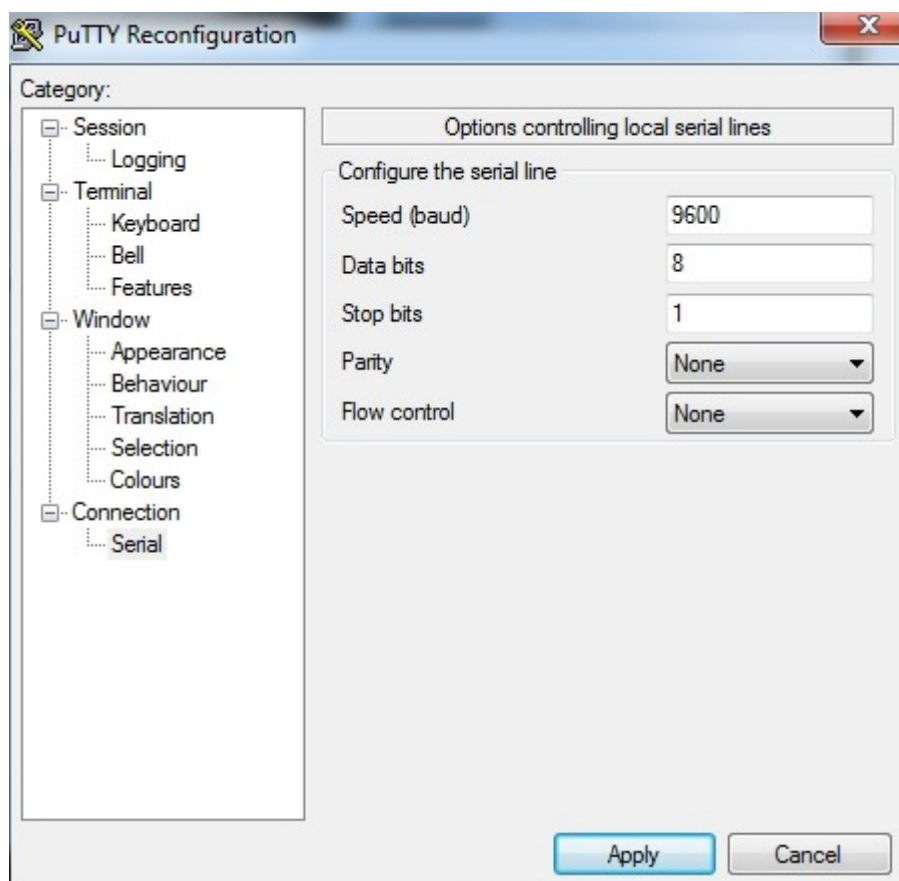 PuTTY Reconfiguration
Category:
Session
Logging
Terminal
Keyboard
Bell
Features
Window
Appearance
Behaviour
Translation
Selection
Colours
Connection
Serial
Options controlling local serial lines
Configure the serial line
Speed (baud) 9600
Data bits 8
Stop bits 1
Parity None
Flow control None
Apply Cancel